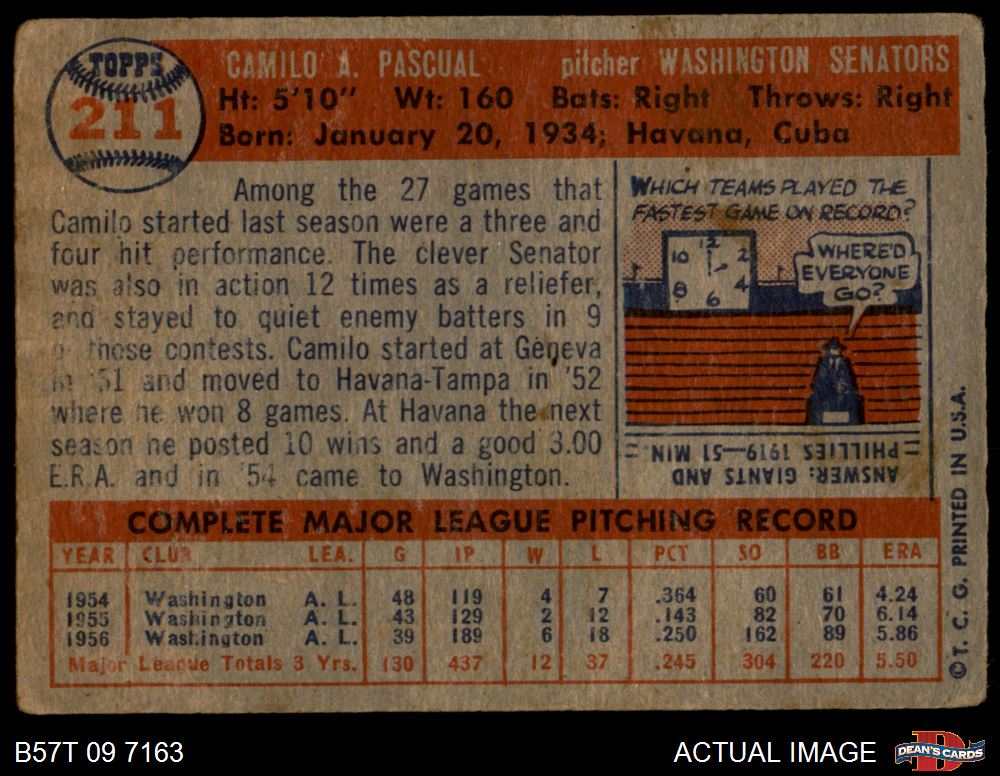 TOPPS
211
CAMILO A. PASCUAL pitcher WASHINGTON SENATORS
Ht: 5'10" Wt: 160 Bats: Right Throws: Right
Born: January 20, 1934; Havana, Cuba
Among the 27 games that
Camilo started last season were a three and
four hit performance. The clever Senator
was also in action 12 times as a reliefer,
and stayed to quiet enemy batters in 9
those contests. Camilo started at Geneva
in '51 and moved to Havana-Tampa in '52
where he won 8 games. At Havana the next
season he posted 10 wins and a good 3.00
E.R.A. and in '54 came to Washington.
WHICH TEAMS PLAYED THE
FASTEST GAME ON RECORD?
12
10 2
8 4
6
WHERE'D
EVERYONE
GO?
ANSWER: GIANTS AND
PHILLIES 1919-51 MIN.
COMPLETE MAJOR LEAGUE PITCHING RECORD
YEAR CLUB LEA. G IP W L PCT SO BB ERA
1954 Washington A. L. 48 119 4 7 .364 60 61 4.24
1955 Washington A. L. 43 129 2 12 .143 82 70 6.14
1956 Washington A. L. 39 189 6 18 .250 162 89 5.86
Major League Totals 3 Yrs. 130 437 12 37 .245 304 220 5.50
©T. C. G. PRINTED IN U.S.A.
B57T 09 7163
ACTUAL IMAGE
DEAN'S CARDS